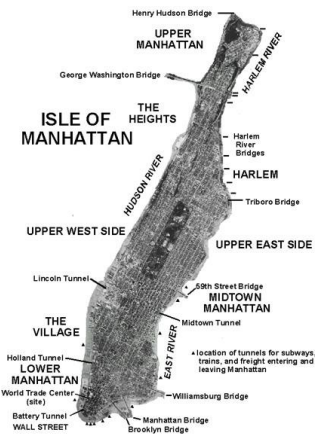 Henry Hudson Bridge
UPPER
MANHATTAN
HARLEM RIVER
George Washington Bridge
THE
HEIGHTS
ISLE OF
MANHATTAN
Harlem
River
Bridges
HARLEM
HUDSON RIVER
Triboro Bridge
UPPER WEST SIDE
UPPER EAST SIDE
Lincoln Tunnel
59th Street Bridge
MIDTOWN
MANHATTAN
THE
VILLAGE
Midtown Tunnel
EAST RIVER
location of tunnels for subways,
trains, and freight entering and
leaving Manhattan
Holland Tunnel
LOWER
MANHATTAN
World Trade Center
(site)
Williamsburg Bridge
Battery Tunnel
WALL STREET
Manhattan Bridge
Brooklyn Bridge